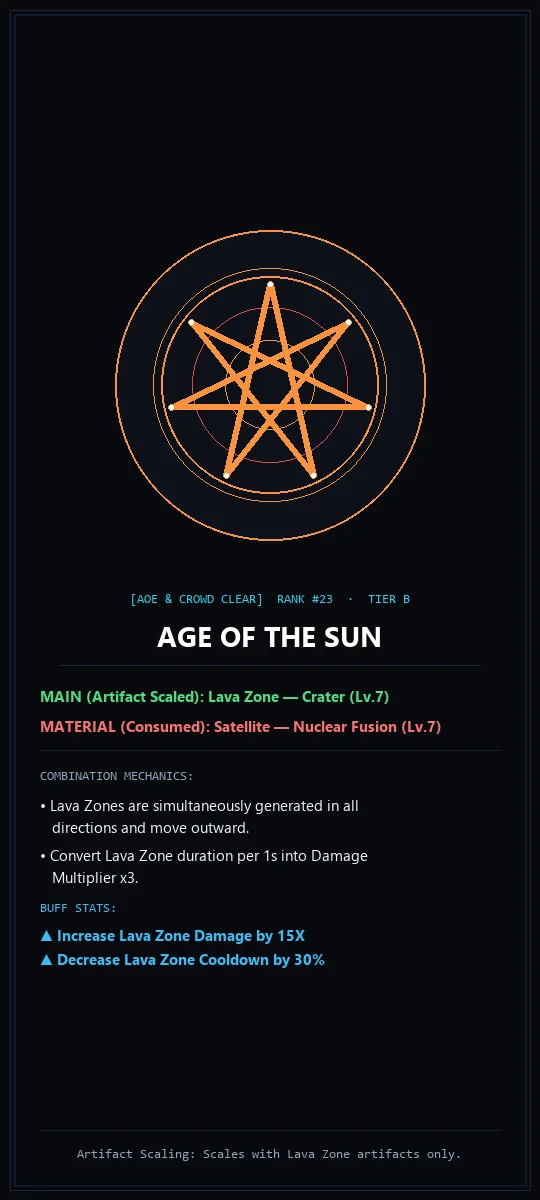 [AOE & CROWD CLEAR]  RANK #23  ·  TIER B
AGE OF THE SUN
MAIN (Artifact Scaled): Lava Zone — Crater (Lv.7)
MATERIAL (Consumed): Satellite — Nuclear Fusion (Lv.7)
COMBINATION MECHANICS:
• Lava Zones are simultaneously generated in all
directions and move outward.
• Convert Lava Zone duration per 1s into Damage
Multiplier x3.
BUFF STATS:
▲ Increase Lava Zone Damage by 15X
▲ Decrease Lava Zone Cooldown by 30%
Artifact Scaling: Scales with Lava Zone artifacts only.